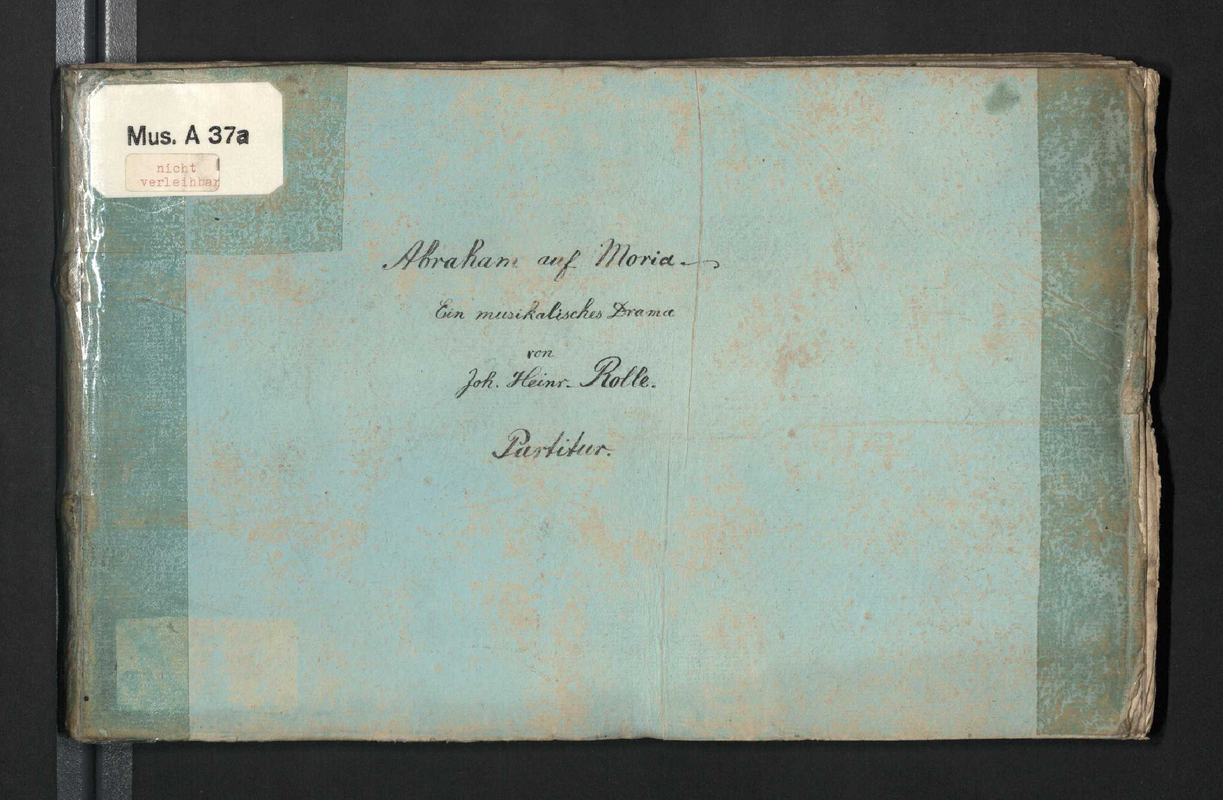 Mus. A 37a
nicht
verleihbar
Abraham auf Moria
Ein musikalisches Drama
von
Joh. Heinr. Rolle.
Partitur.